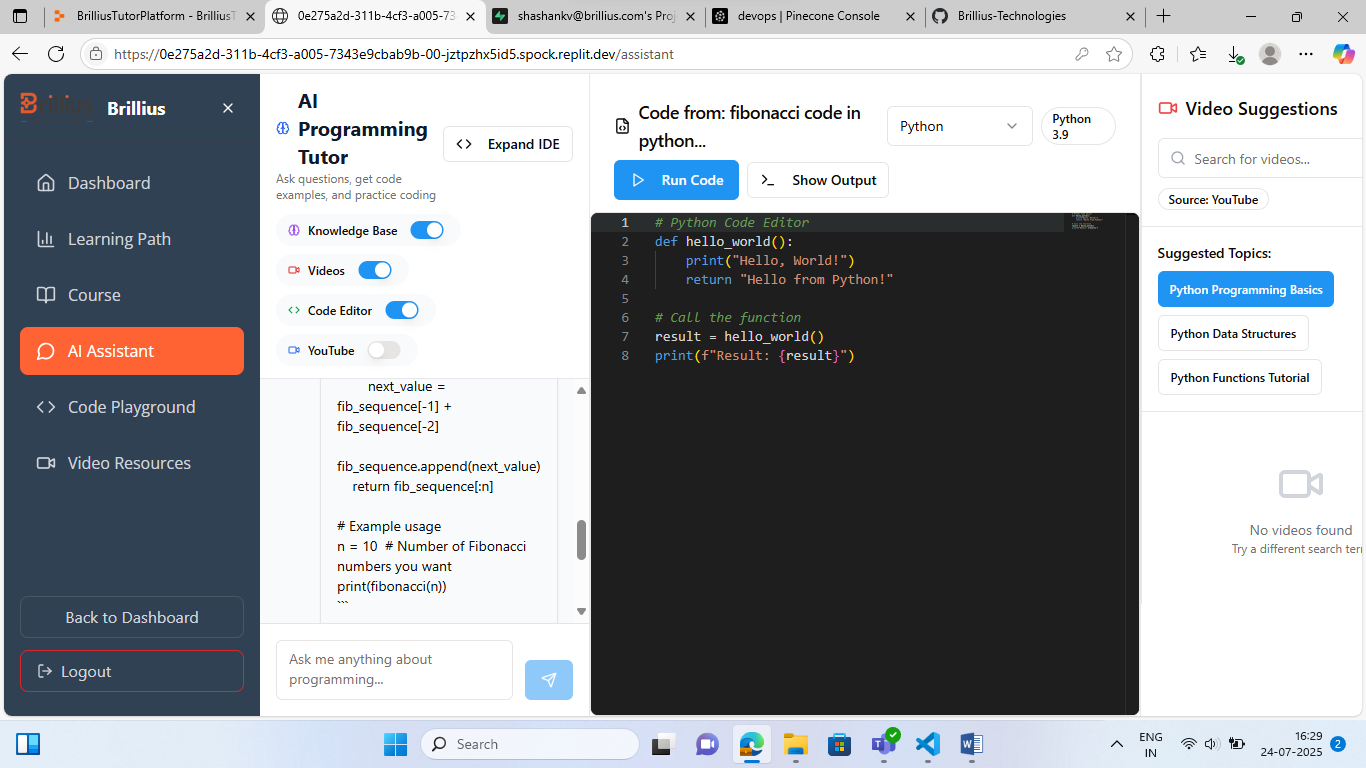 BrilliusTutorPlatform - BrilliusT
0e275a2d-311b-4cf3-a005-73
shashankv@brillius.com's Proj
devops | Pinecone Console
Brillius-Technologies
https://0e275a2d-311b-4cf3-a005-7343e9cbab9b-00-jztpzhx5id5.spock.replit.dev/assistant
Brillius
Brillius
Dashboard
Learning Path
Course
AI Assistant
Code Playground
Video Resources
Back to Dashboard
Logout
AI
Programming
Tutor
Expand IDE
Ask questions, get code
examples, and practice coding
Knowledge Base
Videos
Code Editor
YouTube
next_value =
fib_sequence[-1] +
fib_sequence[-2]
fib_sequence.append(next_value)
return fib_sequence[:n]
# Example usage
n = 10  # Number of Fibonacci
numbers you want
print(fibonacci(n))
```
Ask me anything about
programming...
Code from: fibonacci code in
python...
Python
Python
3.9
Run Code
Show Output
1 # Python Code Editor
2 def hello_world():
3     print("Hello, World!")
4     return "Hello from Python!"
5
6 # Call the function
7 result = hello_world()
8 print(f"Result: {result}")
Video Suggestions
Search for videos...
Source: YouTube
Suggested Topics:
Python Programming Basics
Python Data Structures
Python Functions Tutorial
No videos found
Try a different search terr
Search
ENG
IN
16:29
24-07-2025
2